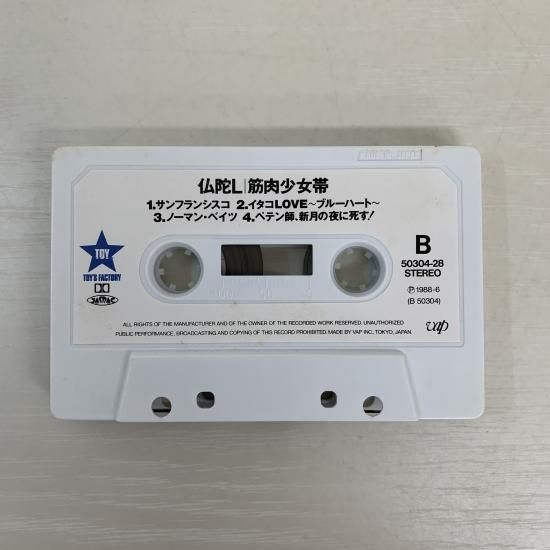 仏陀L|筋肉少女帯
1.サンフランシスコ 2.イタコLOVE~ブルーハート~
3.ノーマン・ベイツ 4.ペテン師、新月の夜に死す!
TOY
TOY'S FACTORY
B
50304-28
STEREO
Ⓟ1988-6
(B 50304)
ALL RIGHTS OF THE MANUFACTURER AND OF THE OWNER OF THE RECORDED WORK RESERVED. UNAUTHORIZED
PUBLIC PERFORMANCE, BROADCASTING AND COPYING OF THIS RECORD PROHIBITED. MADE BY VAP INC., TOKYO, JAPAN.
vap